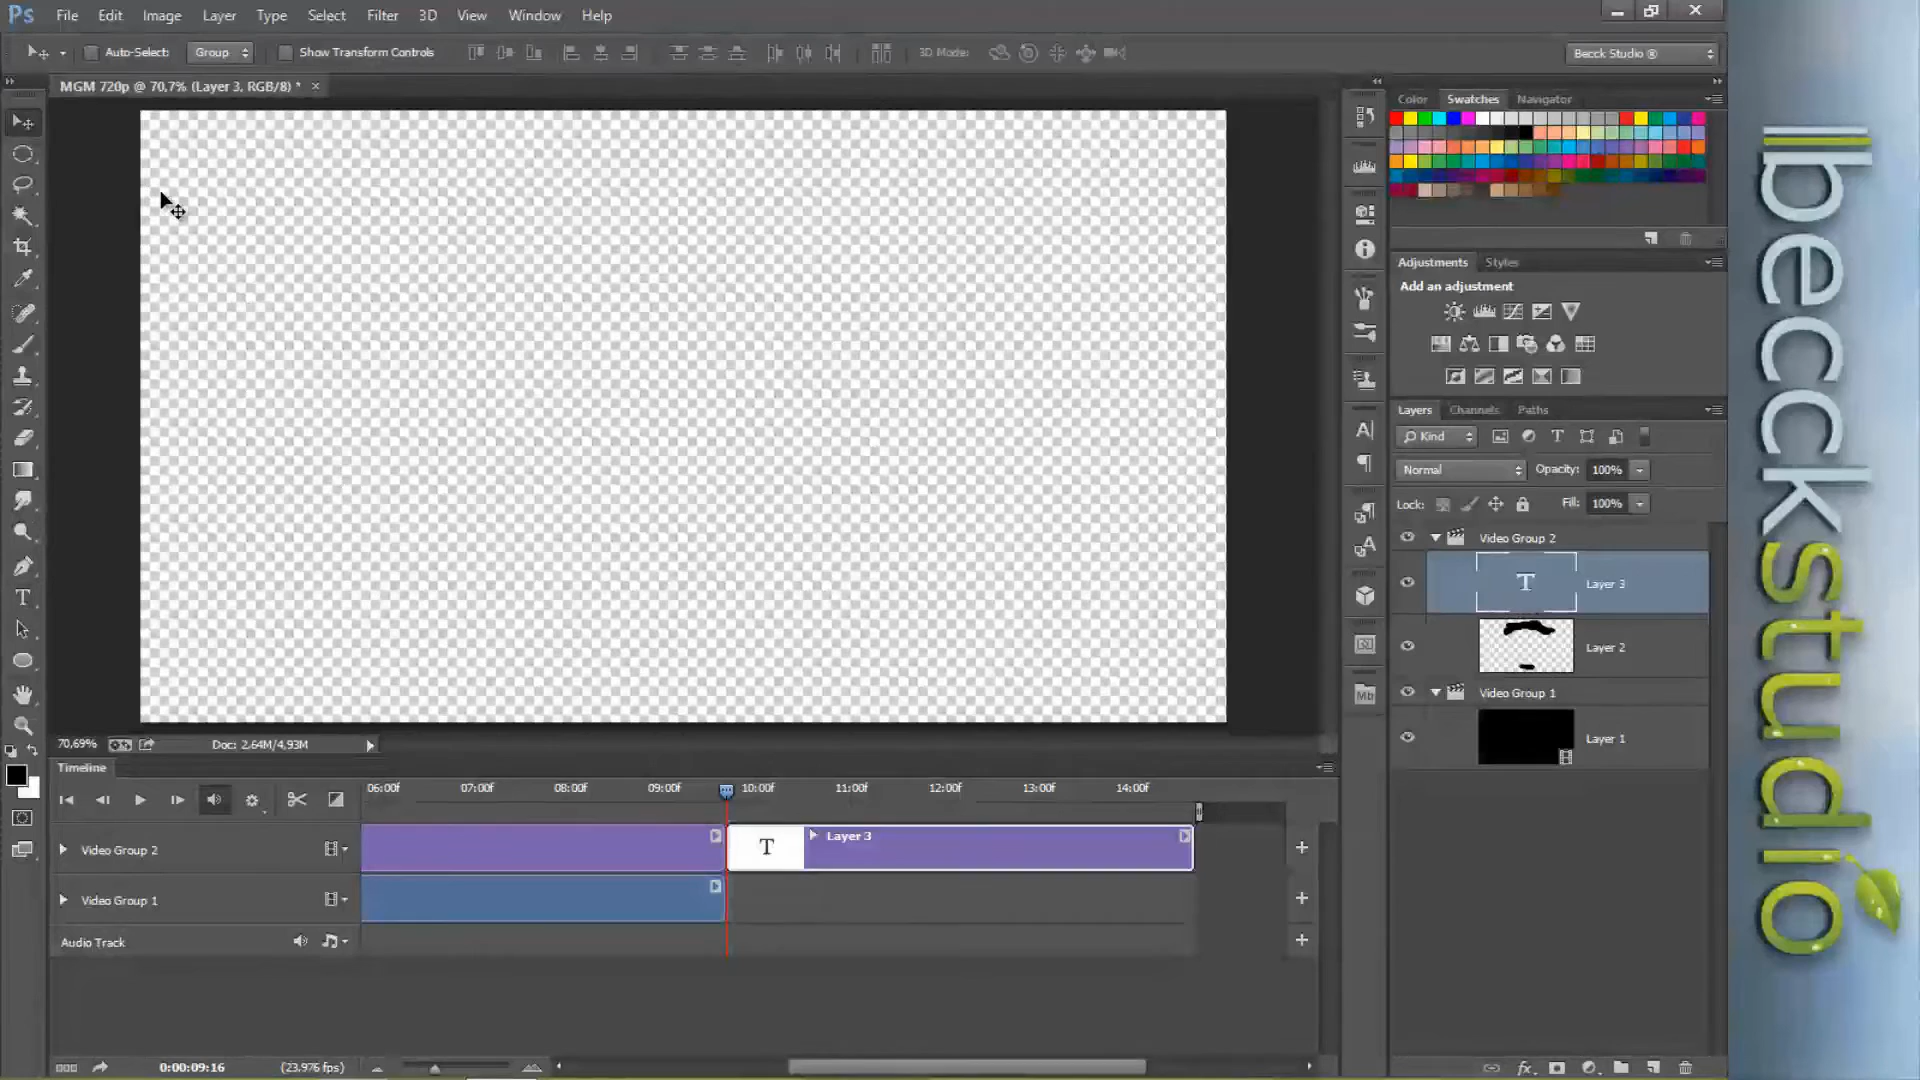 Ps File Edit Image Layer Type Select Filter 3D View Window Help
Auto-Select: Group Show Transform Controls 3D Mode: Becck Studio ®
MGM 720p @ 70,7% (Layer 3, RGB/8) * ×
Color Swatches Navigator
Adjustments Styles
Add an adjustment
Layers Channels Paths
Kind
Normal Opacity: 100%
Lock: Fill: 100%
Video Group 2
T Layer 3
Layer 2
Video Group 1
Layer 1
Mb
70,69% Doc: 2,64M/4,93M
Timeline
06:00f 07:00f 08:00f 09:00f 10:00f 11:00f 12:00f 13:00f 14:00f
Video Group 2 T Layer 3
Video Group 1
Audio Track
0:00:09:16 (23,976 fps)
fx
becckstudio